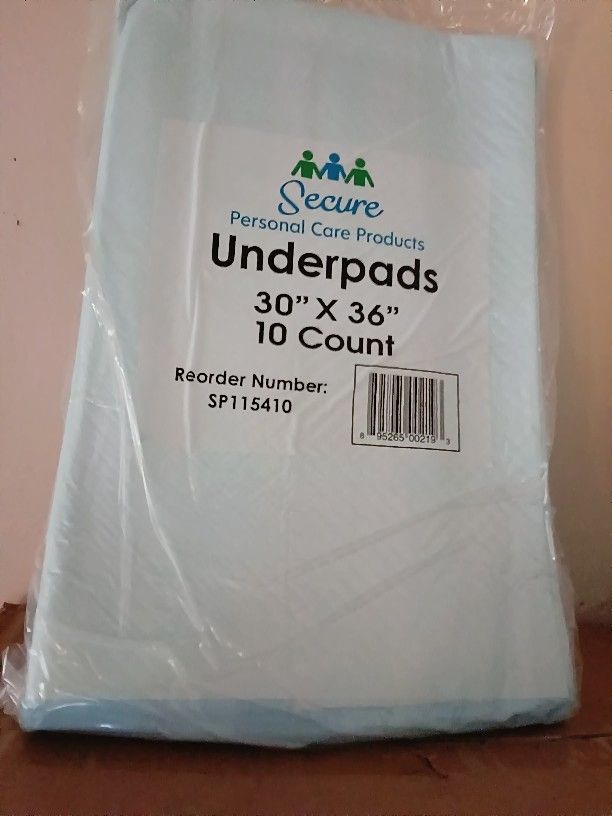 Secure
Personal Care Products
Underpads
30” X 36”
10 Count
Reorder Number:
SP115410
8 95265 00219 3